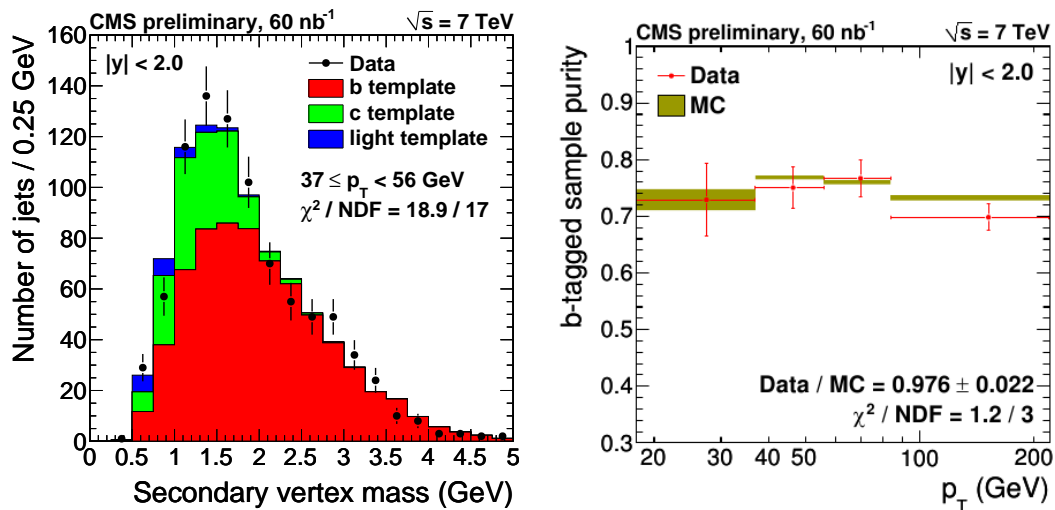 CMS preliminary, 60 nb⁻¹ √s = 7 TeV
|y| < 2.0
Data
b template
c template
light template
37 ≤ p_T < 56 GeV
χ² / NDF = 18.9 / 17
Number of jets / 0.25 GeV
160
140
120
100
80
60
40
20
0
0 0.5 1 1.5 2 2.5 3 3.5 4 4.5 5
Secondary vertex mass (GeV)
CMS preliminary, 60 nb⁻¹ √s = 7 TeV
|y| < 2.0
Data
MC
b-tagged sample purity
1
0.9
0.8
0.7
0.6
0.5
0.4
0.3
Data / MC = 0.976 ± 0.022
χ² / NDF = 1.2 / 3
20 30 40 50 100 200
p_T (GeV)